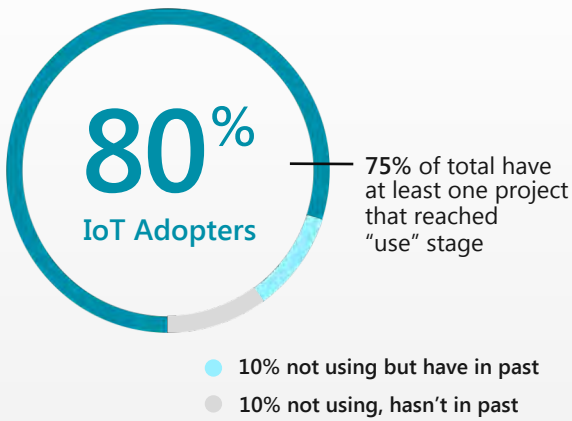 80%
IoT Adopters
75% of total have
at least one project
that reached
“use” stage
10% not using but have in past
10% not using, hasn’t in past